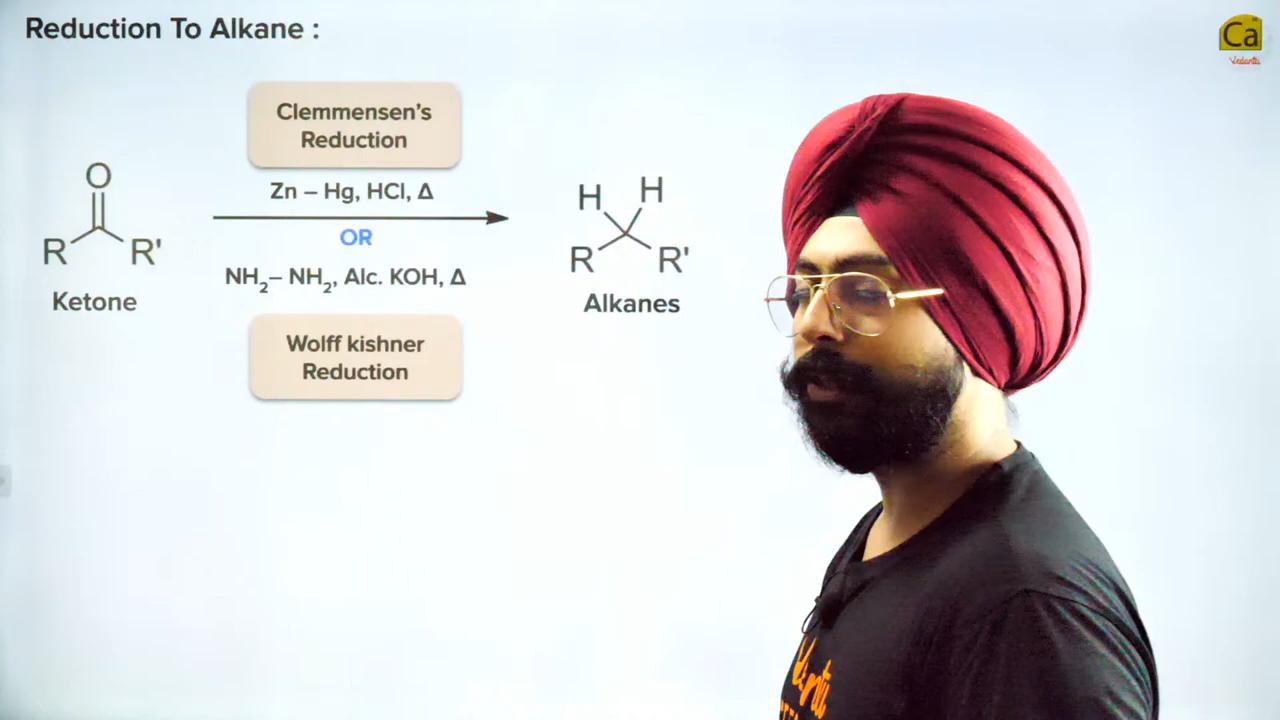 Reduction To Alkane :
Ca
Vedantu
Clemmensen's
Reduction
O
R R'
Ketone
Zn – Hg, HCl, Δ
OR
NH₂– NH₂, Alc. KOH, Δ
H H
R R'
Alkanes
Wolff kishner
Reduction
Vedantu